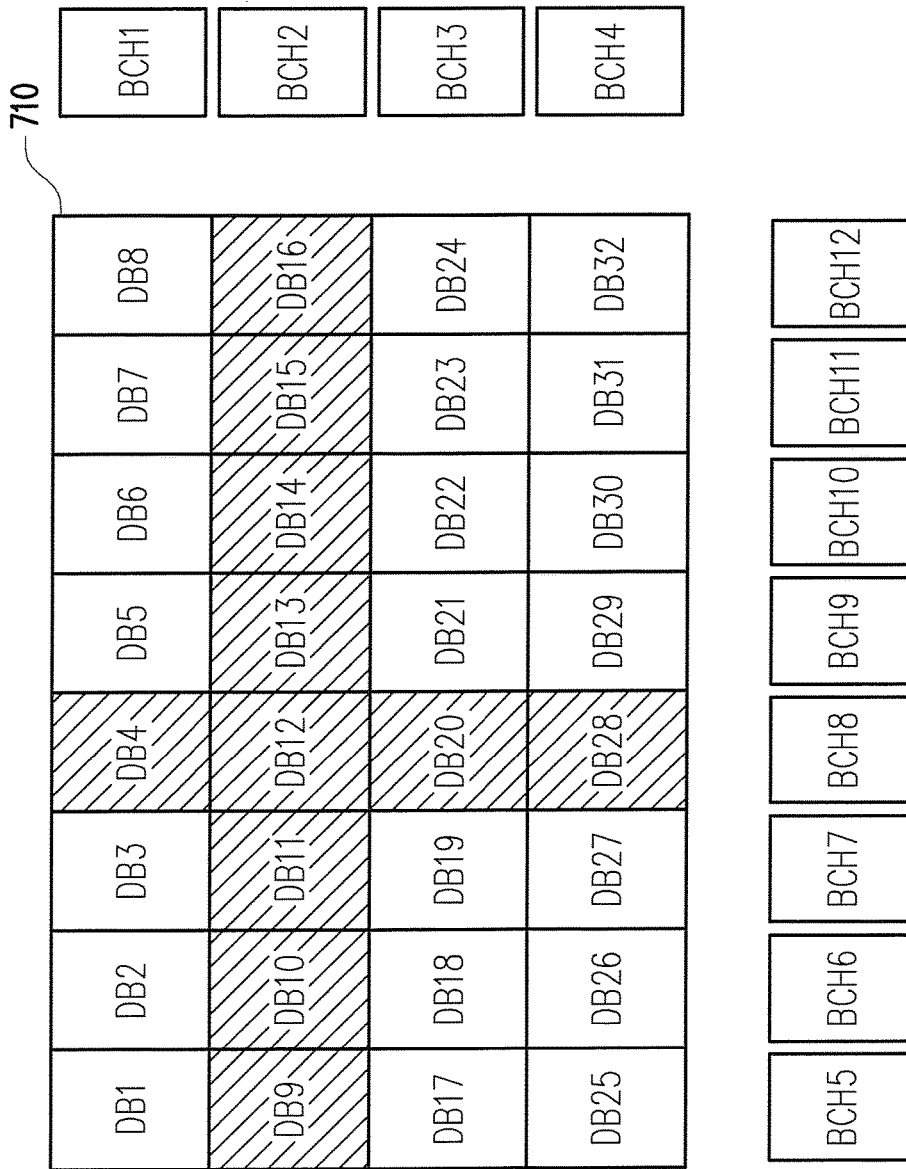 710
DB1 DB2 DB3 DB4 DB5 DB6 DB7 DB8 BCH1
DB9 DB10 DB11 DB12 DB13 DB14 DB15 DB16 BCH2
DB17 DB18 DB19 DB20 DB21 DB22 DB23 DB24 BCH3
DB25 DB26 DB27 DB28 DB29 DB30 DB31 DB32 BCH4
BCH5 BCH6 BCH7 BCH8 BCH9 BCH10 BCH11 BCH12